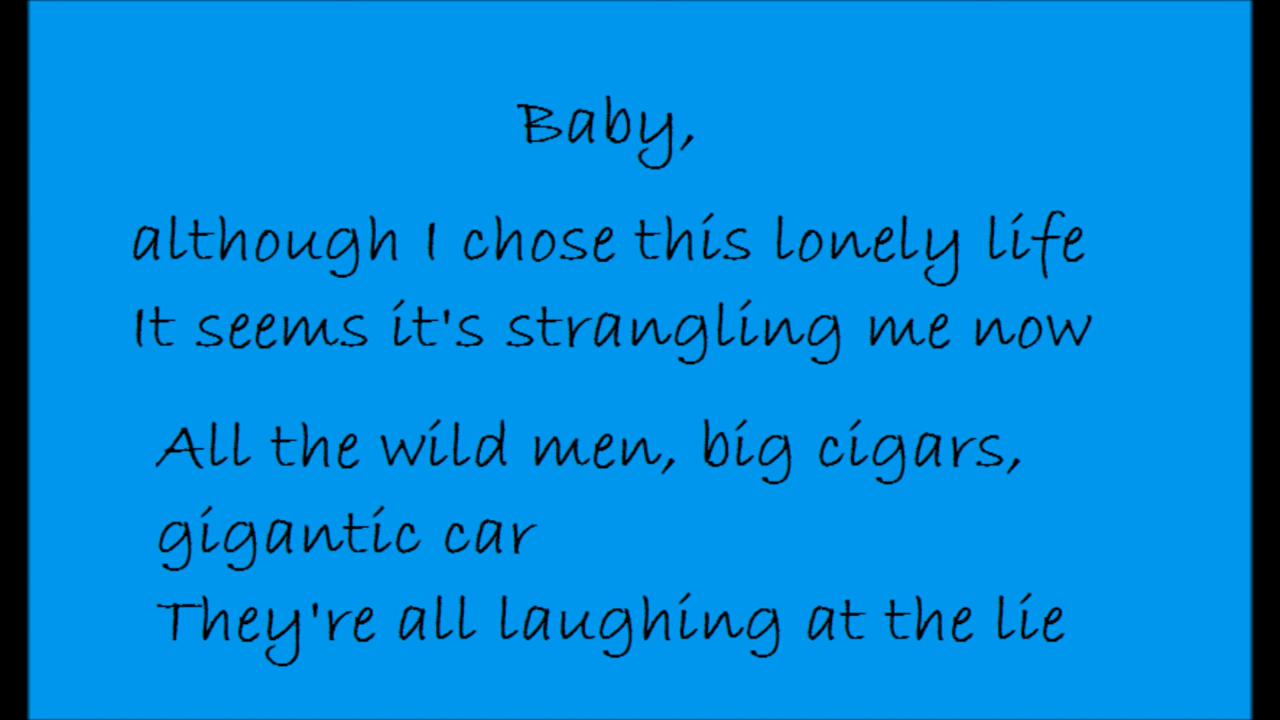 Baby,
although I chose this lonely life
It seems it's strangling me now
All the wild men, big cigars,
gigantic car
They're all laughing at the lie